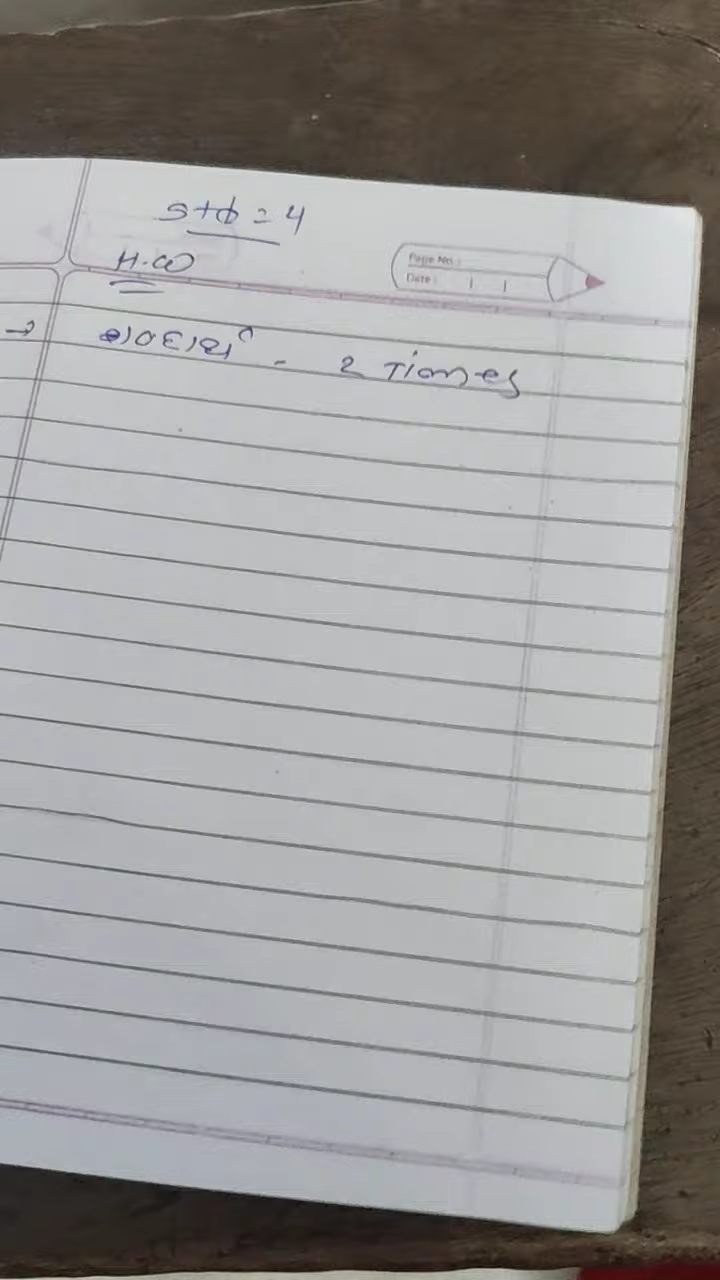 Std = 4
H.W
Page No. :
Date :
→ - 2 Times